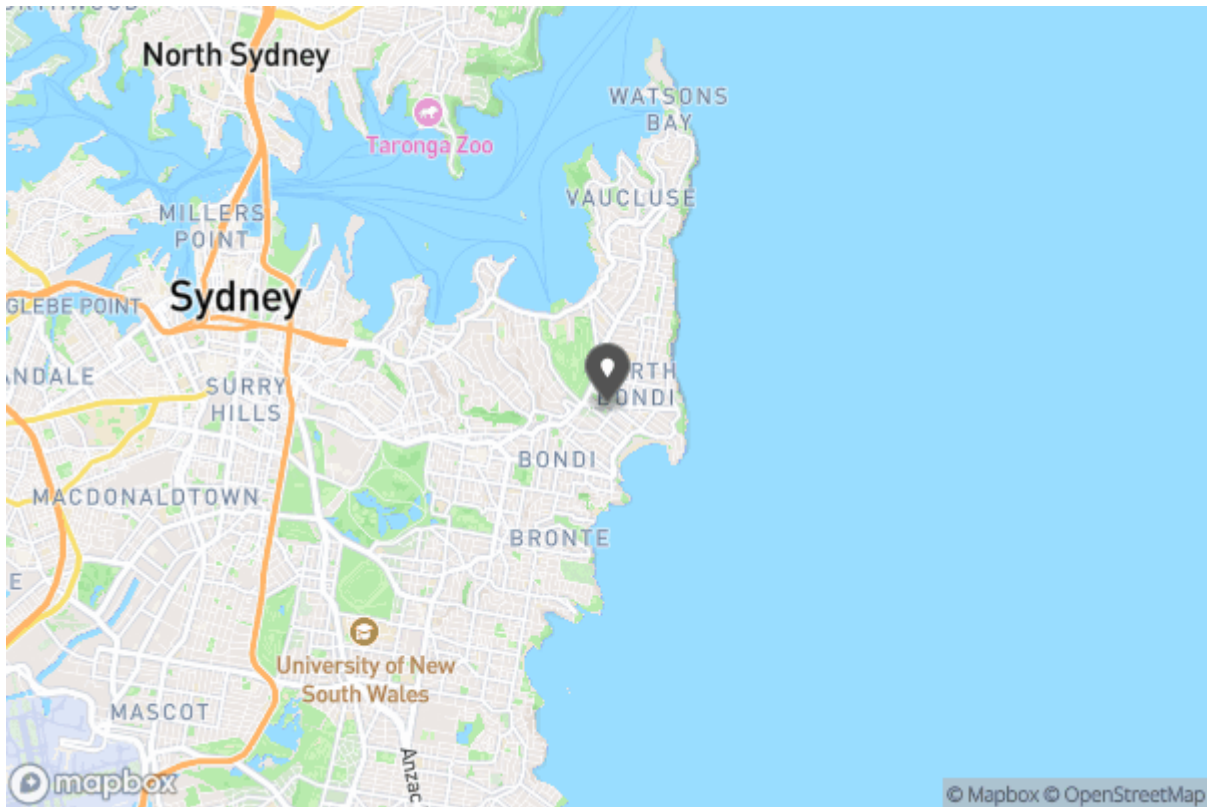 North Sydney
WATSONS
BAY
Taronga Zoo
VAUCLUSE
MILLERS
POINT
Sydney
GLEBE POINT
SURRY
HILLS
BONDI
MACDONALDTOWN
BRONTE
University of New
South Wales
MASCOT
Anzac
mapbox
© Mapbox © OpenStreetMap